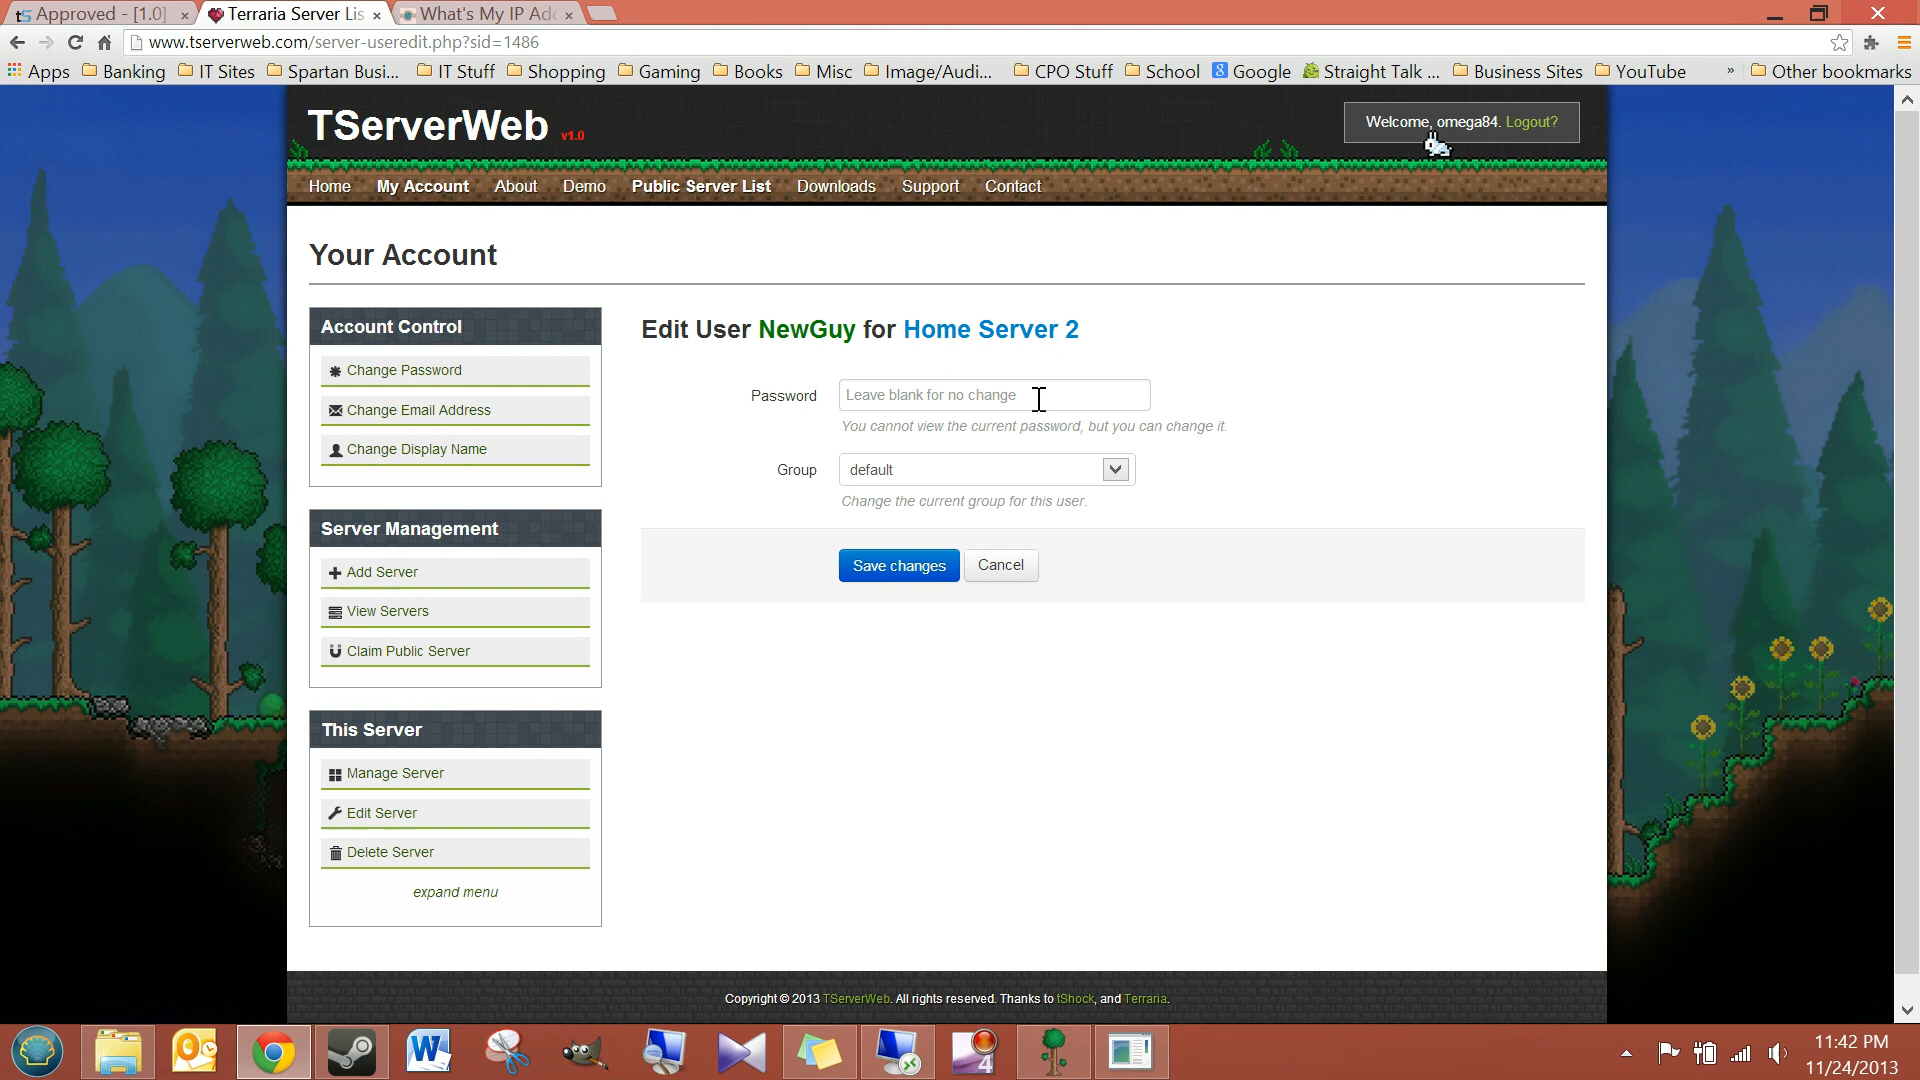 Approved - [1.0]
Terraria Server Lis
What's My IP Ad
www.tserverweb.com/server-useredit.php?sid=1486
Apps Banking IT Sites Spartan Busi... IT Stuff Shopping Gaming Books Misc Image/Audi... CPO Stuff School Google Straight Talk ... Business Sites YouTube » Other bookmarks
TServerWeb v1.0
Welcome, omega84. Logout?
Home My Account About Demo Public Server List Downloads Support Contact
Your Account
Account Control
Change Password
Change Email Address
Change Display Name
Server Management
Add Server
View Servers
Claim Public Server
This Server
Manage Server
Edit Server
Delete Server
expand menu
Edit User NewGuy for Home Server 2
Password Leave blank for no change
You cannot view the current password, but you can change it.
Group default
Change the current group for this user.
Save changes Cancel
Copyright © 2013 TServerWeb. All rights reserved. Thanks to tShock, and Terraria.
11:42 PM
11/24/2013